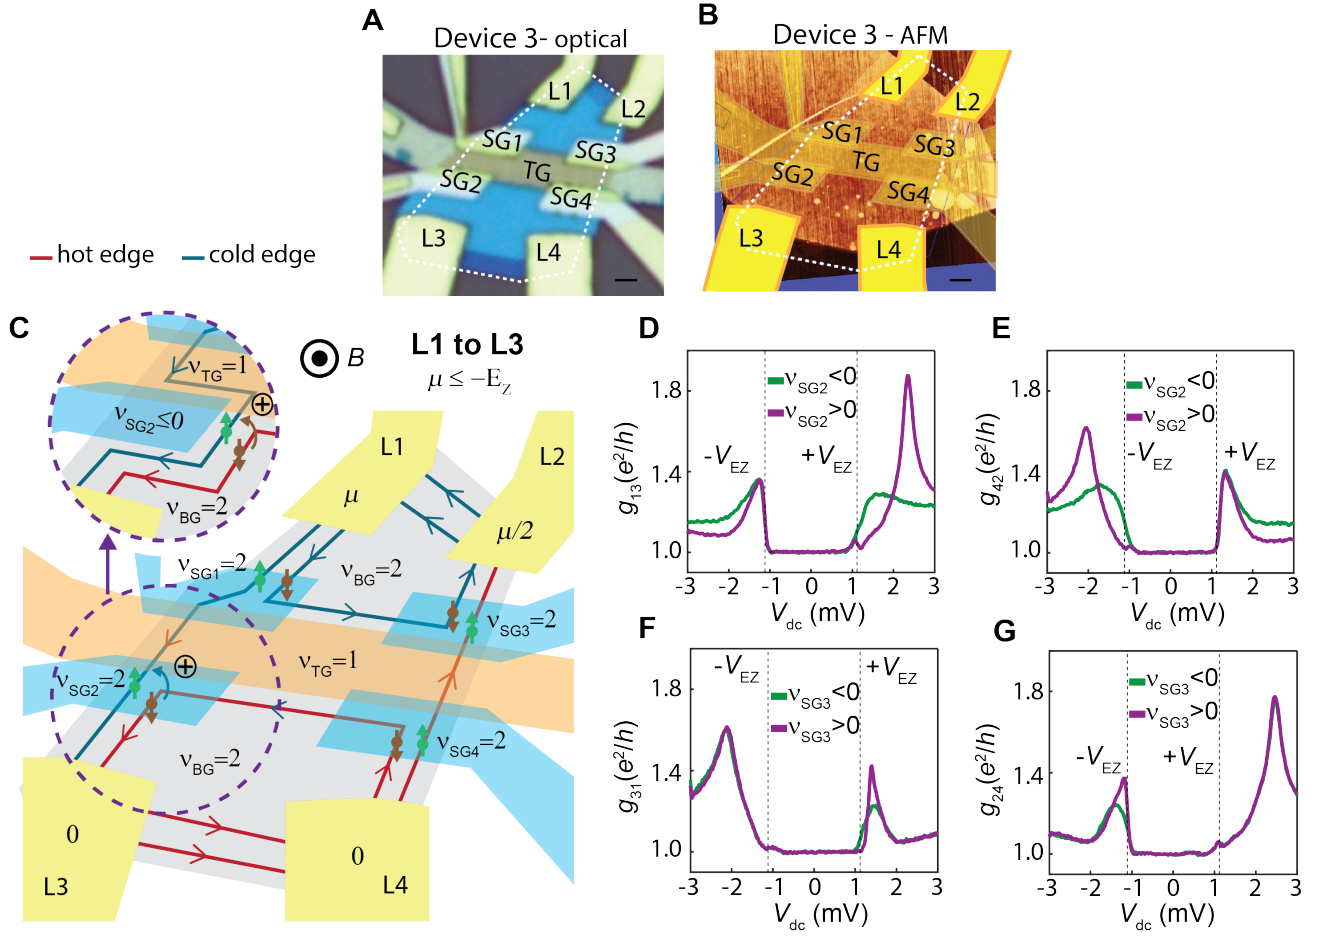 A
Device 3- optical
L1
L2
SG1
SG3
TG
SG2
SG4
L3
L4
B
Device 3 - AFM
L1
L2
SG1
SG3
TG
SG2
SG4
L3
L4
hot edge
cold edge
C
B
L1 to L3
μ ≤ −E_Z
ν_TG=1
ν_SG2≤0
ν_BG=2
L1
L2
μ
μ/2
ν_SG1=2
ν_BG=2
ν_SG3=2
ν_TG=1
ν_SG2=2
ν_SG4=2
ν_BG=2
0
0
L3
L4
D
ν_SG2<0
ν_SG2>0
-V_EZ
+V_EZ
g_13(e²/h)
1.8
1.4
1.0
-3 -2 -1 0 1 2 3
V_dc (mV)
E
ν_SG2<0
ν_SG2>0
-V_EZ
+V_EZ
g_42(e²/h)
1.8
1.4
1.0
-3 -2 -1 0 1 2 3
V_dc (mV)
F
-V_EZ
+V_EZ
ν_SG3<0
ν_SG3>0
g_31(e²/h)
1.8
1.4
1.0
-3 -2 -1 0 1 2 3
V_dc (mV)
G
ν_SG3<0
ν_SG3>0
-V_EZ
+V_EZ
g_24(e²/h)
1.8
1.4
1.0
-3 -2 -1 0 1 2 3
V_dc (mV)